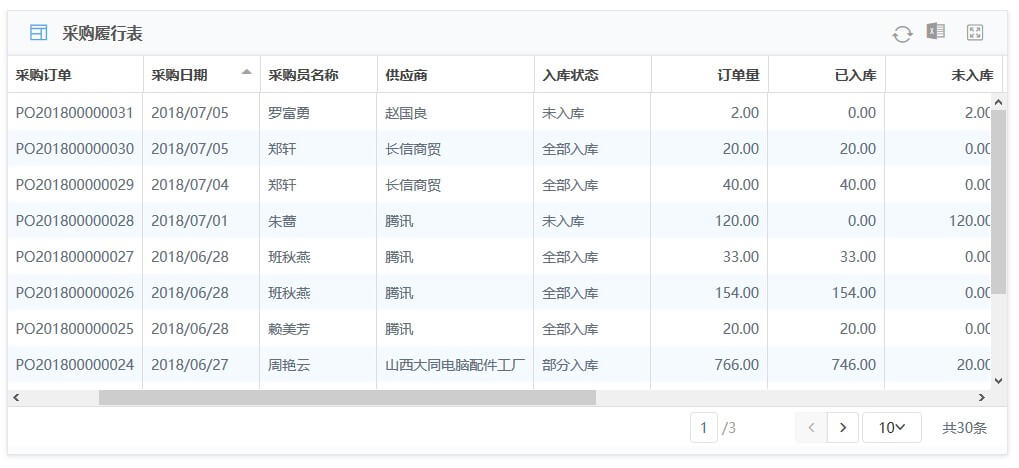 采购履行表
采购订单 采购日期 采购员名称 供应商 入库状态 订单量 已入库 未入库
PO201800000031 2018/07/05 罗富勇 赵国良 未入库 2.00 0.00 2.00
PO201800000030 2018/07/05 郑轩 长信商贸 全部入库 20.00 20.00 0.00
PO201800000029 2018/07/04 郑轩 长信商贸 全部入库 40.00 40.00 0.00
PO201800000028 2018/07/01 朱蔷 腾讯 未入库 120.00 0.00 120.00
PO201800000027 2018/06/28 班秋燕 腾讯 全部入库 33.00 33.00 0.00
PO201800000026 2018/06/28 班秋燕 腾讯 全部入库 154.00 154.00 0.00
PO201800000025 2018/06/28 赖美芳 腾讯 全部入库 20.00 20.00 0.00
PO201800000024 2018/06/27 周艳云 山西大同电脑配件工厂 部分入库 766.00 746.00 20.00
1 /3 10 共30条